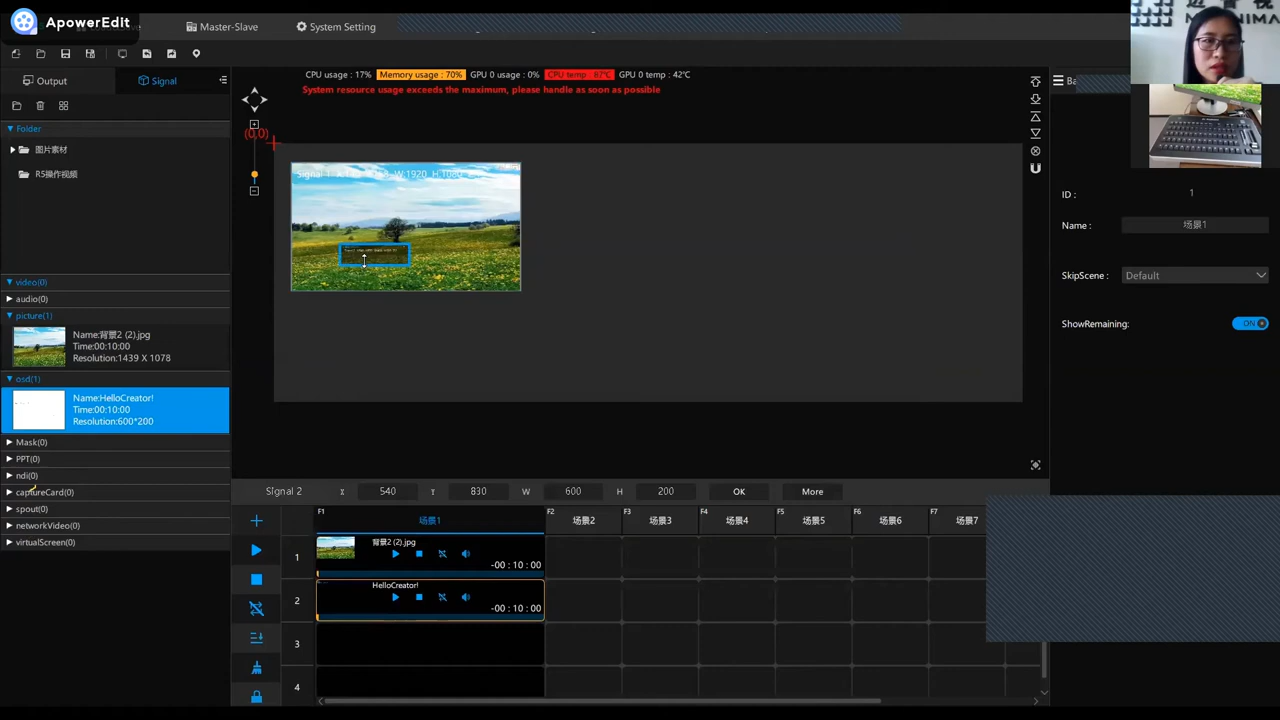 ApowerEdit
Master-Slave
System Setting
Output
Signal
CPU usage : 17% Memory usage : 70% GPU 0 usage : 0% CPU temp : 87℃ GPU 0 temp : 42℃
System resource usage exceeds the maximum, please handle as soon as possible
Folder
图片素材
R5操作视频
(0,0)
video(0)
audio(0)
picture(1)
Name:背景2 (2).jpg
Time:00:10:00
Resolution:1439 X 1078
osd(1)
Name:HelloCreator!
Time:00:10:00
Resolution:600*200
Mask(0)
PPT(0)
ndi(0)
captureCard(0)
spout(0)
networkVideo(0)
virtualScreen(0)
ID : 1
Name : 场景1
SkipScene : Default
ShowRemaining: ON
Signal 2 X 540 Y 830 W 600 H 200 OK More
F1 F2 F3 F4 F5 F6 F7
场景1 场景2 场景3 场景4 场景5 场景6 场景7
1 背景2 (2).jpg
-00 : 10 : 00
2 HelloCreator!
-00 : 10 : 00
3
4